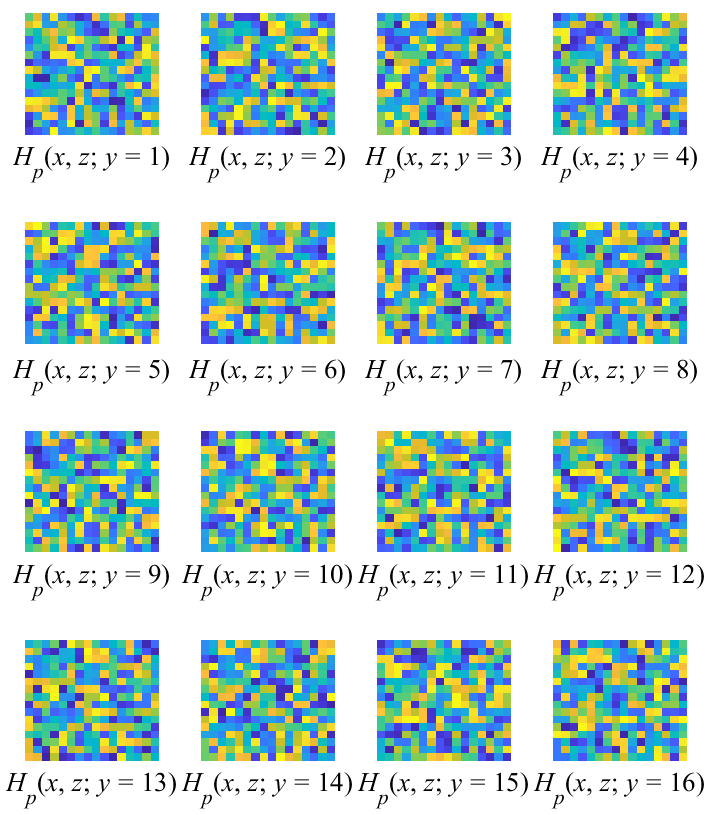 H_p(x, z; y = 1) H_p(x, z; y = 2) H_p(x, z; y = 3) H_p(x, z; y = 4)
H_p(x, z; y = 5) H_p(x, z; y = 6) H_p(x, z; y = 7) H_p(x, z; y = 8)
H_p(x, z; y = 9) H_p(x, z; y = 10) H_p(x, z; y = 11) H_p(x, z; y = 12)
H_p(x, z; y = 13) H_p(x, z; y = 14) H_p(x, z; y = 15) H_p(x, z; y = 16)